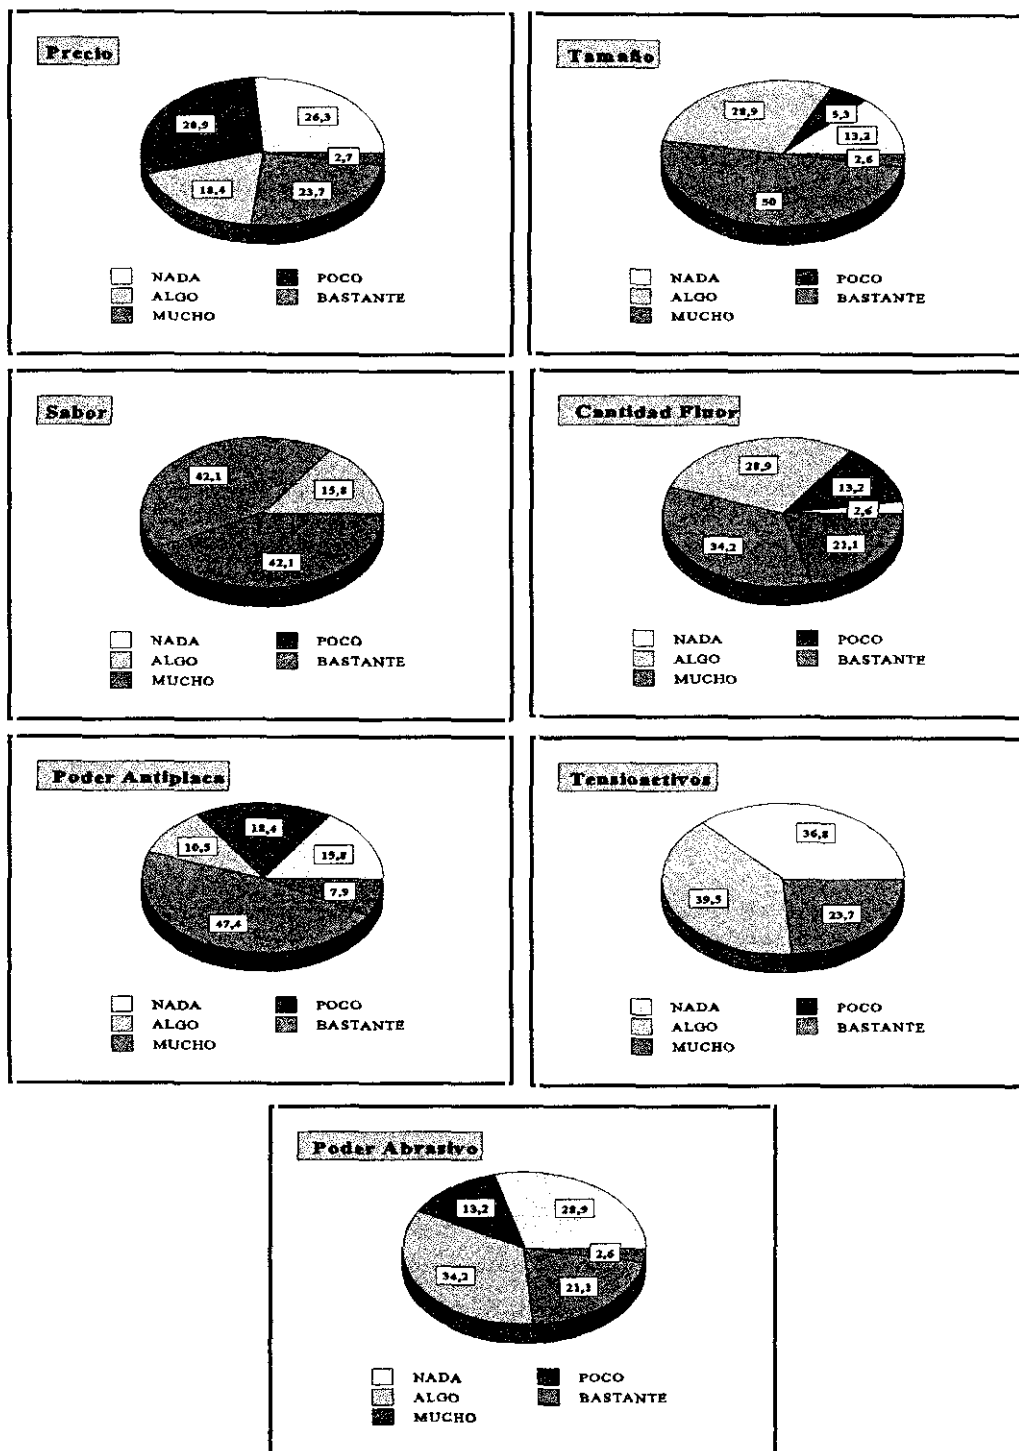 Precio
28,9
26,3
2,7
18,4
23,7
NADA POCO
ALGO BASTANTE
MUCHO
Tamaño
28,9
5,3
13,2
2,6
50
NADA POCO
ALGO BASTANTE
MUCHO
Sabor
42,1
15,8
42,1
NADA POCO
ALGO BASTANTE
MUCHO
Cantidad Fluor
28,9
13,2
2,6
34,2
21,1
NADA POCO
ALGO BASTANTE
MUCHO
Poder Antiplaca
18,4
10,5
15,8
7,9
47,4
NADA POCO
ALGO BASTANTE
MUCHO
Tensioactivos
36,8
39,5
23,7
NADA POCO
ALGO BASTANTE
MUCHO
Poder Abrasivo
13,2
28,9
2,6
34,2
21,1
NADA POCO
ALGO BASTANTE
MUCHO